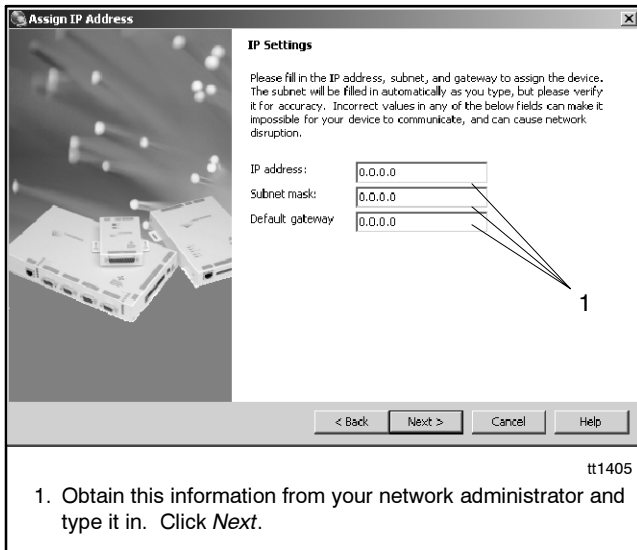 Assign IP Address
IP Settings
Please fill in the IP address, subnet, and gateway to assign the device.
The subnet will be filled in automatically as you type, but please verify
it for accuracy. Incorrect values in any of the below fields can make it
impossible for your device to communicate, and can cause network
disruption.
IP address: 0.0.0.0
Subnet mask: 0.0.0.0
Default gateway 0.0.0.0
1
< Back Next > Cancel Help
tt1405
1. Obtain this information from your network administrator and
type it in. Click Next.